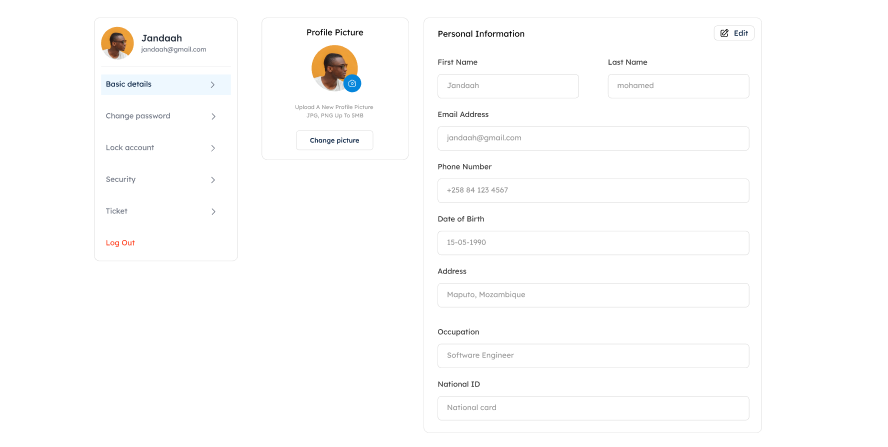 Jandaah
jandaah@gmail.com
Basic details
Change password
Lock account
Security
Ticket
Log Out
Profile Picture
Upload A New Profile Picture
JPG, PNG Up To 5MB
Change picture
Personal Information
Edit
First Name
Last Name
Jandaah
mohamed
Email Address
jandaah@gmail.com
Phone Number
+258 84 123 4567
Date of Birth
15-05-1990
Address
Maputo, Mozambique
Occupation
Software Engineer
National ID
National card